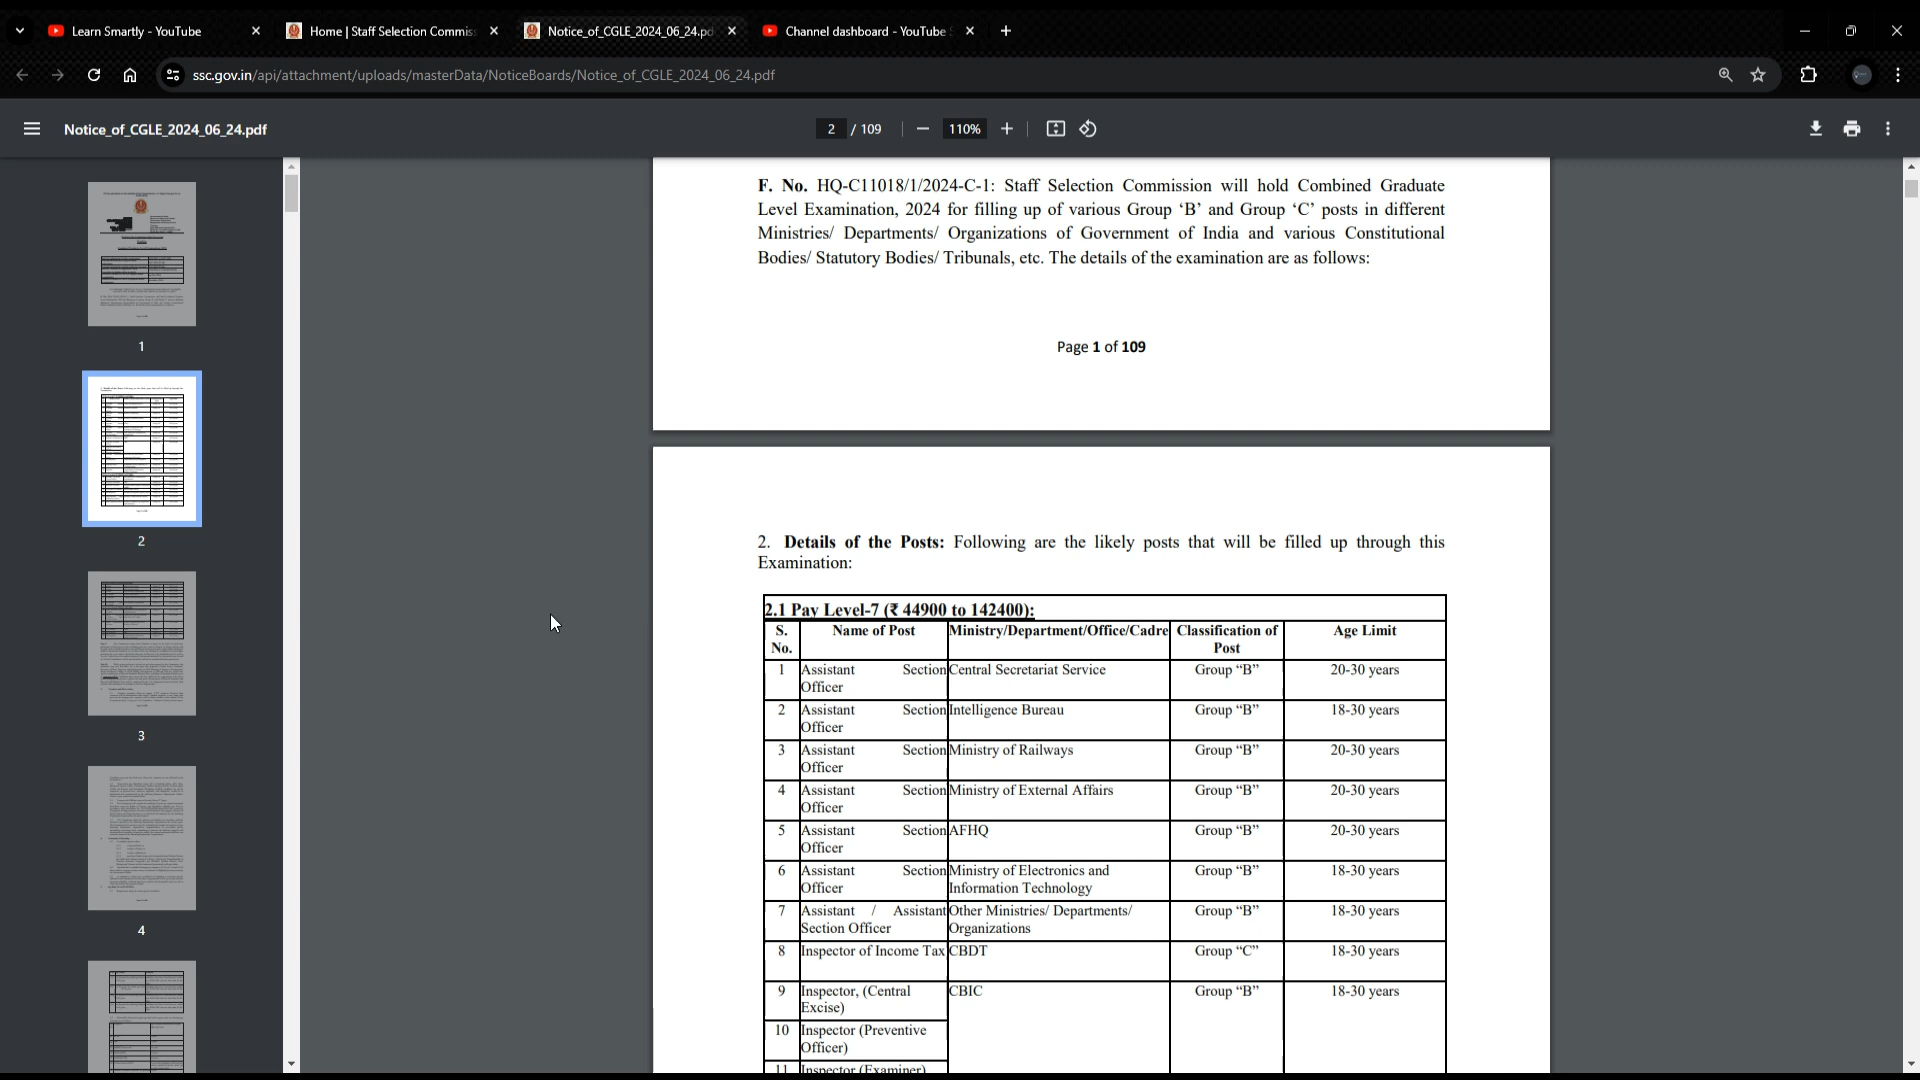 Learn Smartly - YouTube
Home | Staff Selection Commis
Notice_of_CGLE_2024_06_24.pd
Channel dashboard - YouTube
ssc.gov.in/api/attachment/uploads/masterData/NoticeBoards/Notice_of_CGLE_2024_06_24.pdf
Notice_of_CGLE_2024_06_24.pdf
2 / 109
110%
1
2
3
4
F. No. HQ-C11018/1/2024-C-1: Staff Selection Commission will hold Combined Graduate
Level Examination, 2024 for filling up of various Group ‘B’ and Group ‘C’ posts in different
Ministries/ Departments/ Organizations of Government of India and various Constitutional
Bodies/ Statutory Bodies/ Tribunals, etc. The details of the examination are as follows:
Page 1 of 109
2. Details of the Posts: Following are the likely posts that will be filled up through this
Examination:
2.1 Pay Level-7 (₹ 44900 to 142400):
S. No. Name of Post Ministry/Department/Office/Cadre Classification of Post Age Limit
1 Assistant Section Officer Central Secretariat Service Group “B” 20-30 years
2 Assistant Section Officer Intelligence Bureau Group “B” 18-30 years
3 Assistant Section Officer Ministry of Railways Group “B” 20-30 years
4 Assistant Section Officer Ministry of External Affairs Group “B” 20-30 years
5 Assistant Section Officer AFHQ Group “B” 20-30 years
6 Assistant Section Officer Ministry of Electronics and Information Technology Group “B” 18-30 years
7 Assistant / Assistant Section Officer Other Ministries/ Departments/ Organizations Group “B” 18-30 years
8 Inspector of Income Tax CBDT Group “C” 18-30 years
9 Inspector, (Central Excise) CBIC Group “B” 18-30 years
10 Inspector (Preventive Officer)
11 Inspector (Examiner)